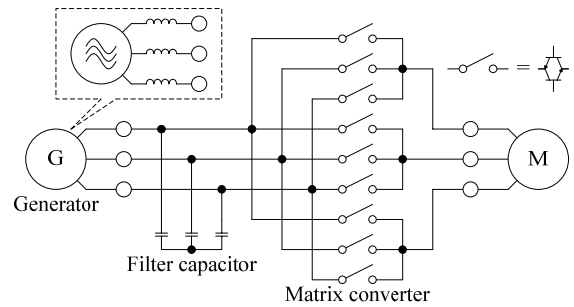 =
G
M
Generator
Filter capacitor
Matrix converter